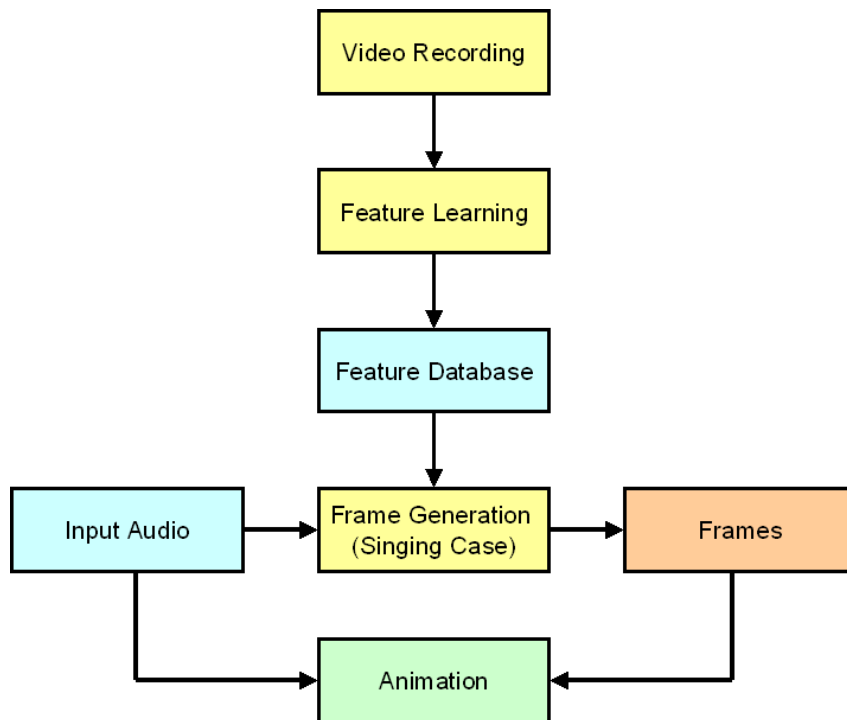 Video Recording
Feature Learning
Feature Database
Input Audio
Frame Generation
(Singing Case)
Frames
Animation